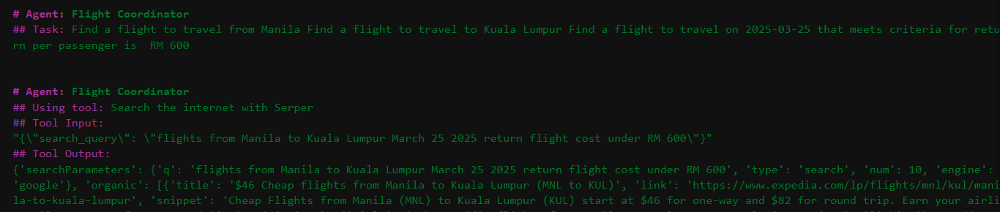 # Agent: Flight Coordinator
## Task: Find a flight to travel from Manila Find a flight to travel to Kuala Lumpur Find a flight to travel on 2025-03-25 that meets criteria for retu
rn per passenger is  RM 600
# Agent: Flight Coordinator
## Using tool: Search the internet with Serper
## Tool Input:
"{\"search_query\": \"flights from Manila to Kuala Lumpur March 25 2025 return flight cost under RM 600\"}"
## Tool Output:
{'searchParameters': {'q': 'flights from Manila to Kuala Lumpur March 25 2025 return flight cost under RM 600', 'type': 'search', 'num': 10, 'engine':
'google'}, 'organic': [{'title': '$46 Cheap flights from Manila to Kuala Lumpur (MNL to KUL)', 'link': 'https://www.expedia.com/lp/flights/mnl/kul/mani
la-to-kuala-lumpur', 'snippet': 'Cheap Flights from Manila (MNL) to Kuala Lumpur (KUL) start at $46 for one-way and $82 for round trip. Earn your airli